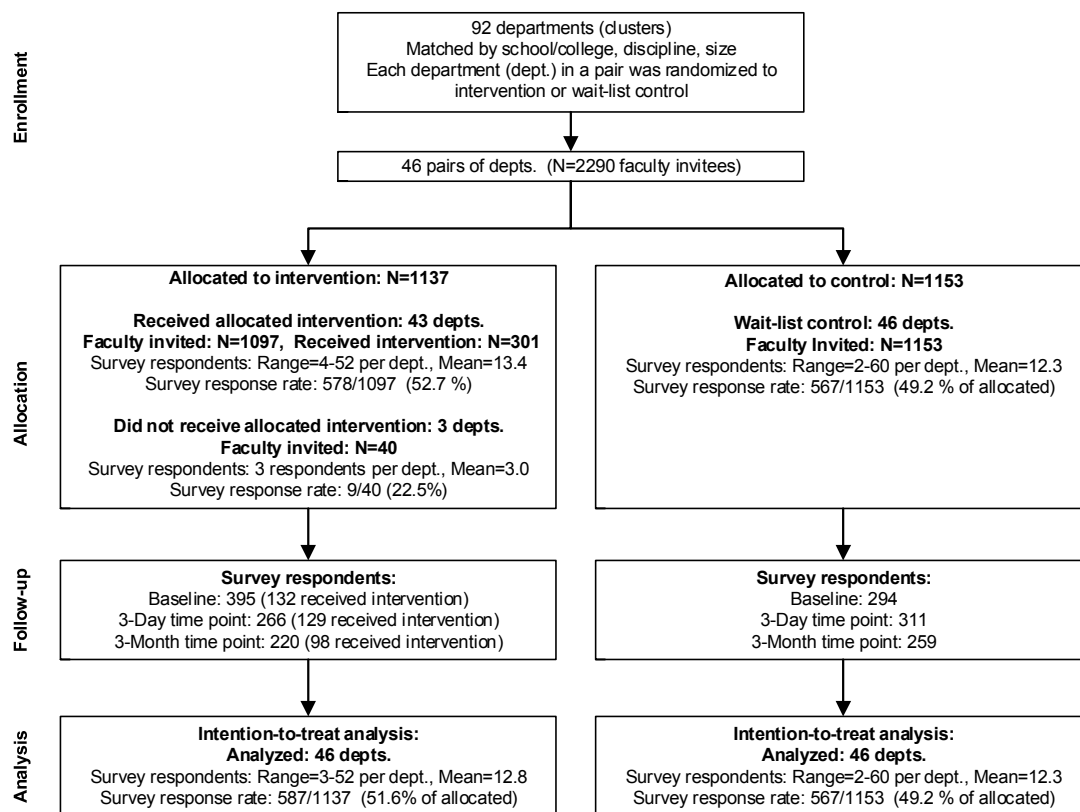 Enrollment
92 departments (clusters)
Matched by school/college, discipline, size
Each department (dept.) in a pair was randomized to
intervention or wait-list control
46 pairs of depts. (N=2290 faculty invitees)
Allocation
Allocated to intervention: N=1137
Received allocated intervention: 43 depts.
Faculty invited: N=1097, Received intervention: N=301
Survey respondents: Range=4-52 per dept., Mean=13.4
Survey response rate: 578/1097 (52.7 %)
Did not receive allocated intervention: 3 depts.
Faculty invited: N=40
Survey respondents: 3 respondents per dept., Mean=3.0
Survey response rate: 9/40 (22.5%)
Allocated to control: N=1153
Wait-list control: 46 depts.
Faculty Invited: N=1153
Survey respondents: Range=2-60 per dept., Mean=12.3
Survey response rate: 567/1153 (49.2 % of allocated)
Follow-up
Survey respondents:
Baseline: 395 (132 received intervention)
3-Day time point: 266 (129 received intervention)
3-Month time point: 220 (98 received intervention)
Survey respondents:
Baseline: 294
3-Day time point: 311
3-Month time point: 259
Analysis
Intention-to-treat analysis:
Analyzed: 46 depts.
Survey respondents: Range=3-52 per dept., Mean=12.8
Survey response rate: 587/1137 (51.6% of allocated)
Intention-to-treat analysis:
Analyzed: 46 depts.
Survey respondents: Range=2-60 per dept., Mean=12.3
Survey response rate: 567/1153 (49.2 % of allocated)